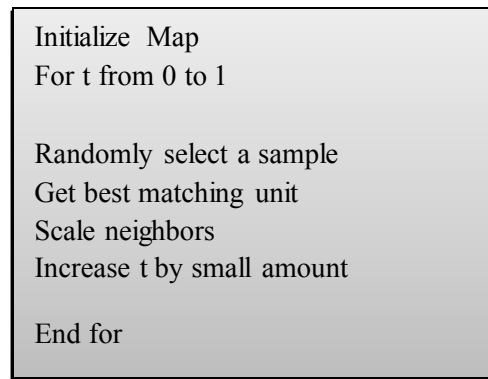 Initialize Map
For t from 0 to 1
Randomly select a sample
Get best matching unit
Scale neighbors
Increase t by small amount
End for